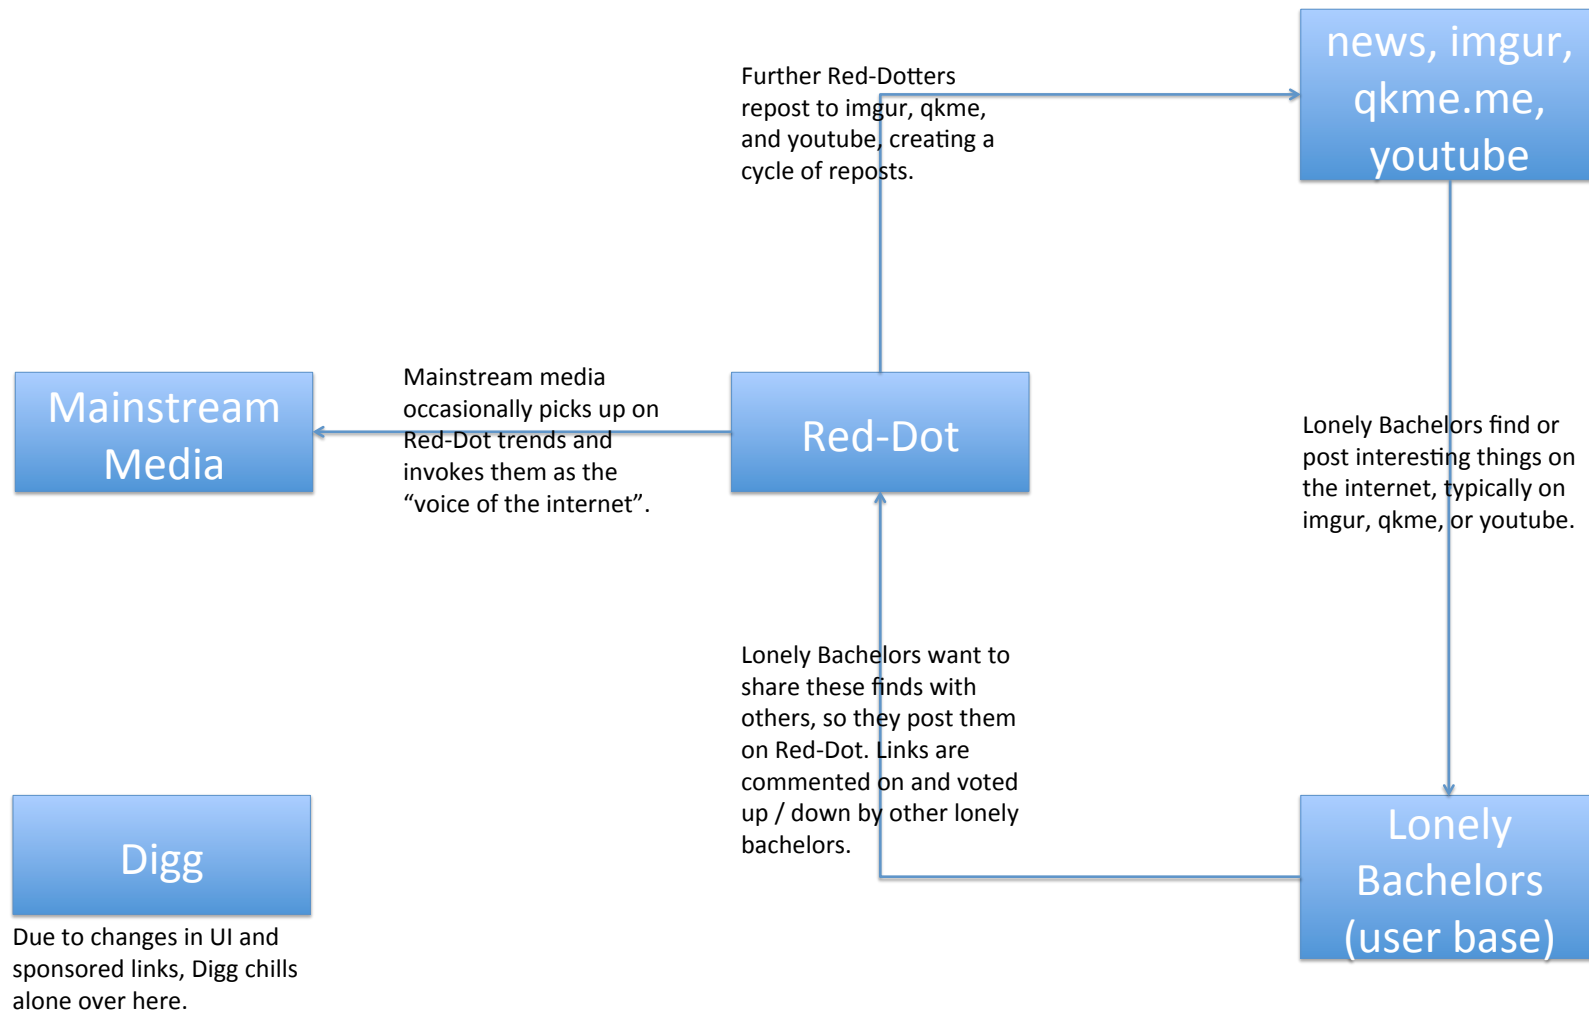 news, imgur,
qkme.me,
youtube
Further Red-Dotters
repost to imgur, qkme,
and youtube, creating a
cycle of reposts.
Mainstream
Media
Mainstream media
occasionally picks up on
Red-Dot trends and
invokes them as the
“voice of the internet”.
Red-Dot
Lonely Bachelors find or
post interesting things on
the internet, typically on
imgur, qkme, or youtube.
Lonely Bachelors want to
share these finds with
others, so they post them
on Red-Dot. Links are
commented on and voted
up / down by other lonely
bachelors.
Digg
Due to changes in UI and
sponsored links, Digg chills
alone over here.
Lonely
Bachelors
(user base)